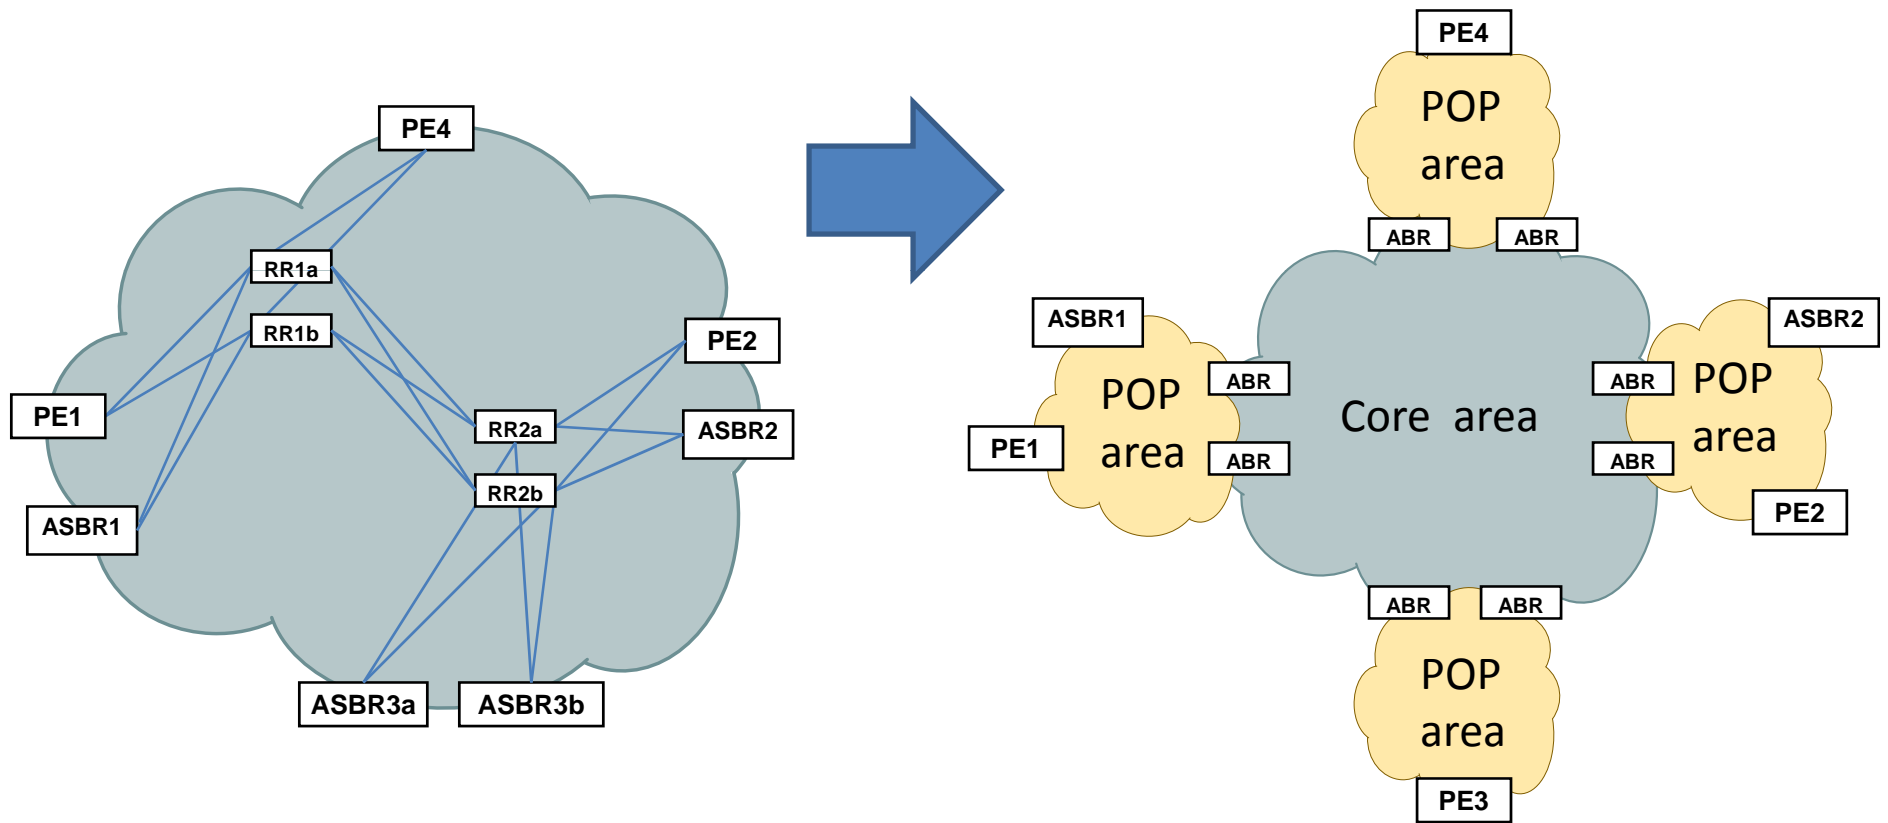 PE4
RR1a
RR1b
PE2
PE1
RR2a
ASBR2
RR2b
ASBR1
ASBR3a
ASBR3b
PE4
POP
area
ABR
ABR
ASBR1
ASBR2
POP
area
ABR
PE1
ABR
Core area
ABR
ABR
POP
area
PE2
ABR
ABR
POP
area
PE3